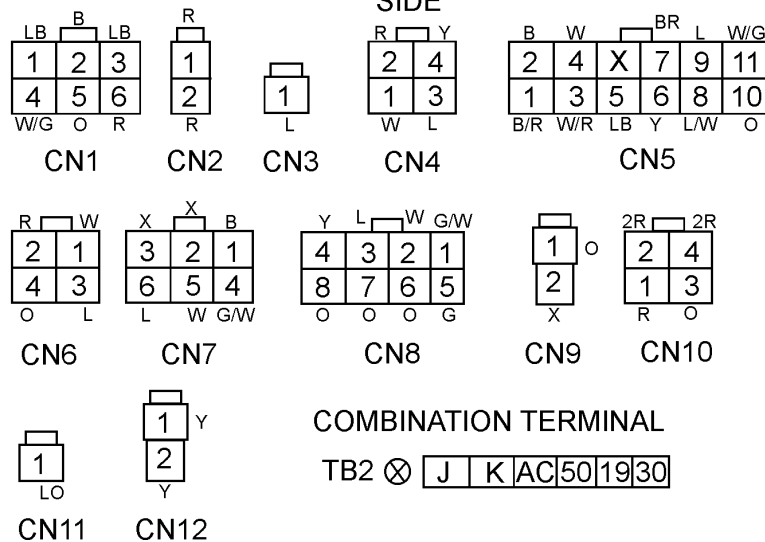 SIDE
LB B LB R R Y B W BR L W/G
1 2 3 1 2 4 2 4 X 7 9 11
4 5 6 2 1 1 3 1 3 5 6 8 10
W/G O R R L W L B/R W/R LB Y L/W O
CN1 CN2 CN3 CN4 CN5
R W X X B Y L W G/W 2R 2R
2 1 3 2 1 4 3 2 1 1 O 2 4
4 3 6 5 4 8 7 6 5 2 1 3
O L L W G/W O O O G X R O
CN6 CN7 CN8 CN9 CN10
1 Y COMBINATION TERMINAL
1 2 TB2 J K AC 50 19 30
LO Y
CN11 CN12